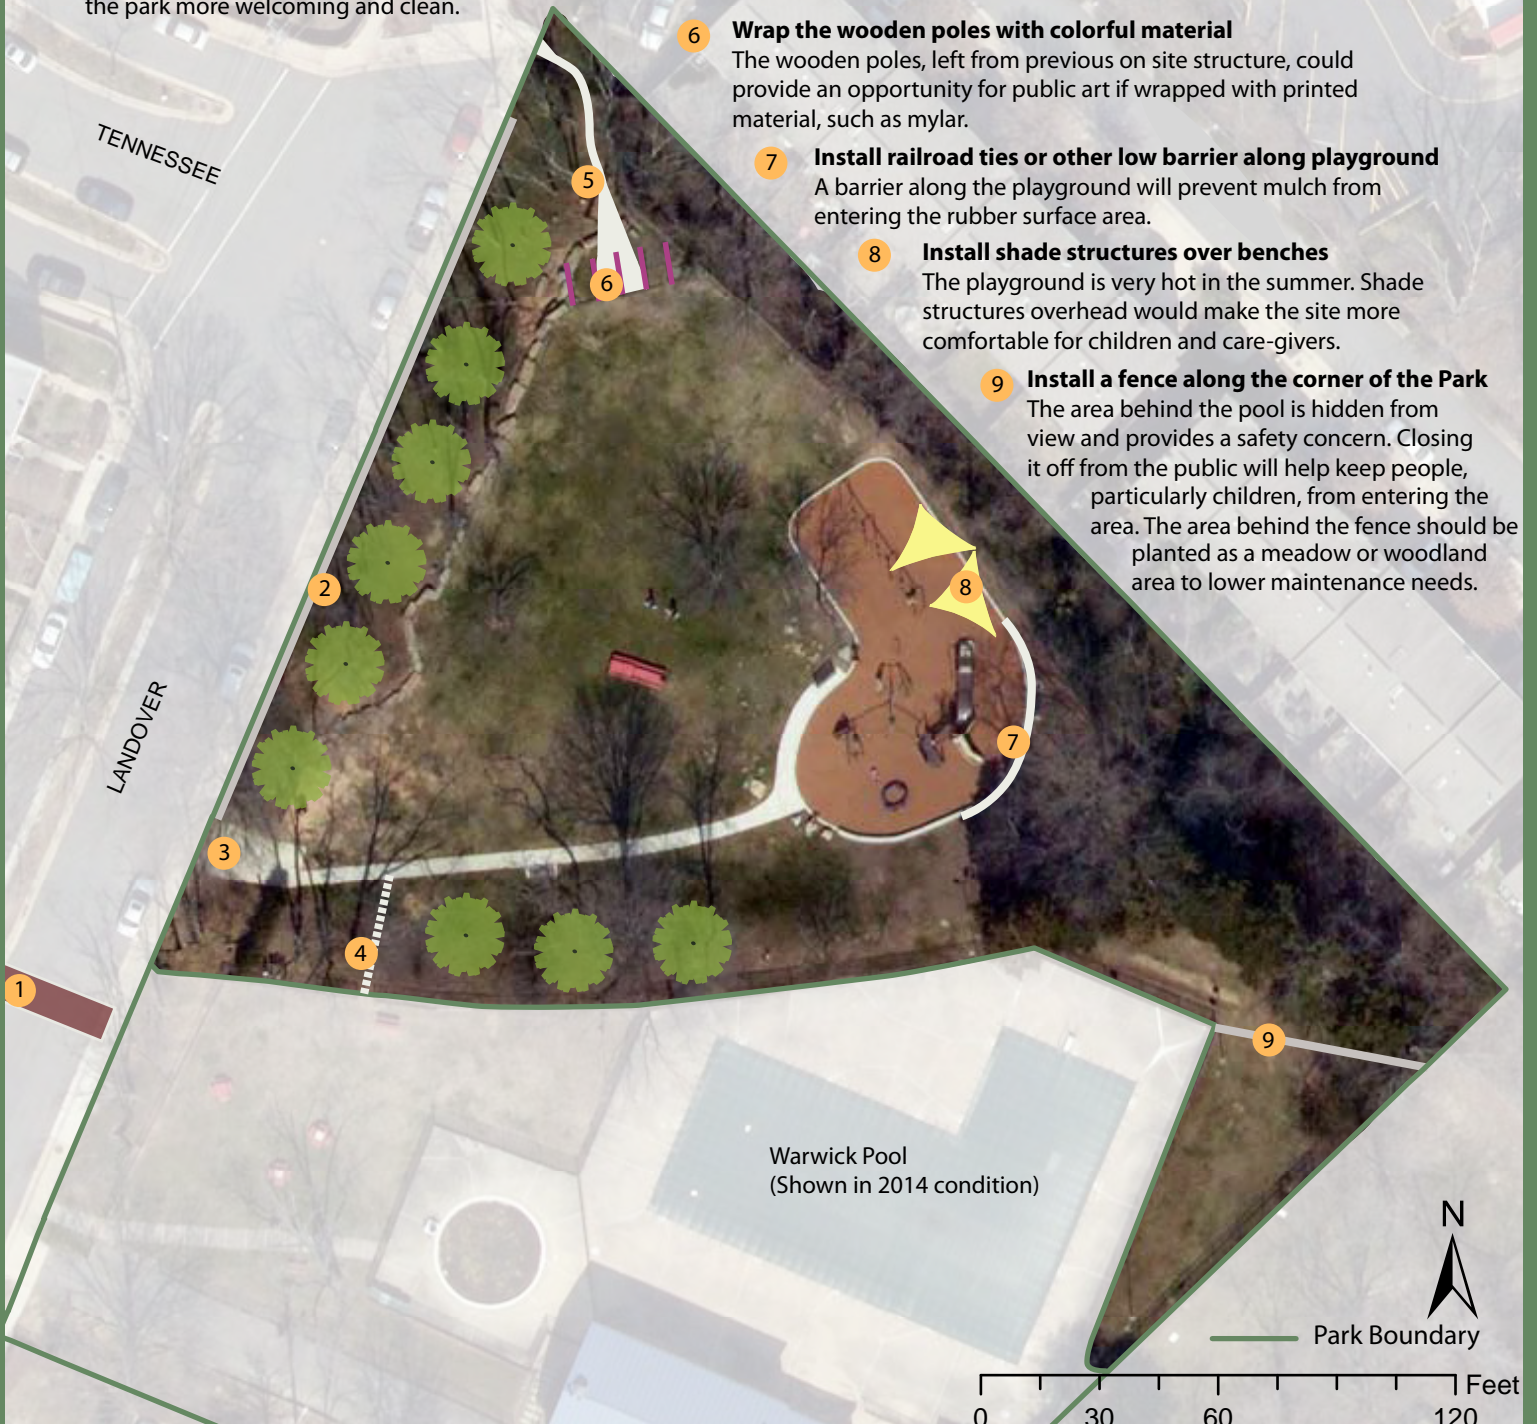 the park more welcoming and clean.
6
Wrap the wooden poles with colorful material
The wooden poles, left from previous on site structure, could
provide an opportunity for public art if wrapped with printed
material, such as mylar.
7
Install railroad ties or other low barrier along playground
A barrier along the playground will prevent mulch from
entering the rubber surface area.
8
Install shade structures over benches
The playground is very hot in the summer. Shade
structures overhead would make the site more
comfortable for children and care-givers.
9
Install a fence along the corner of the Park
The area behind the pool is hidden from
view and provides a safety concern. Closing
it off from the public will help keep people,
particularly children, from entering the
area. The area behind the fence should be
planted as a meadow or woodland
area to lower maintenance needs.
TENNESSEE
LANDOVER
5
6
2
8
7
3
4
1
9
Warwick Pool
(Shown in 2014 condition)
N
Park Boundary
Feet
0 30 60 120